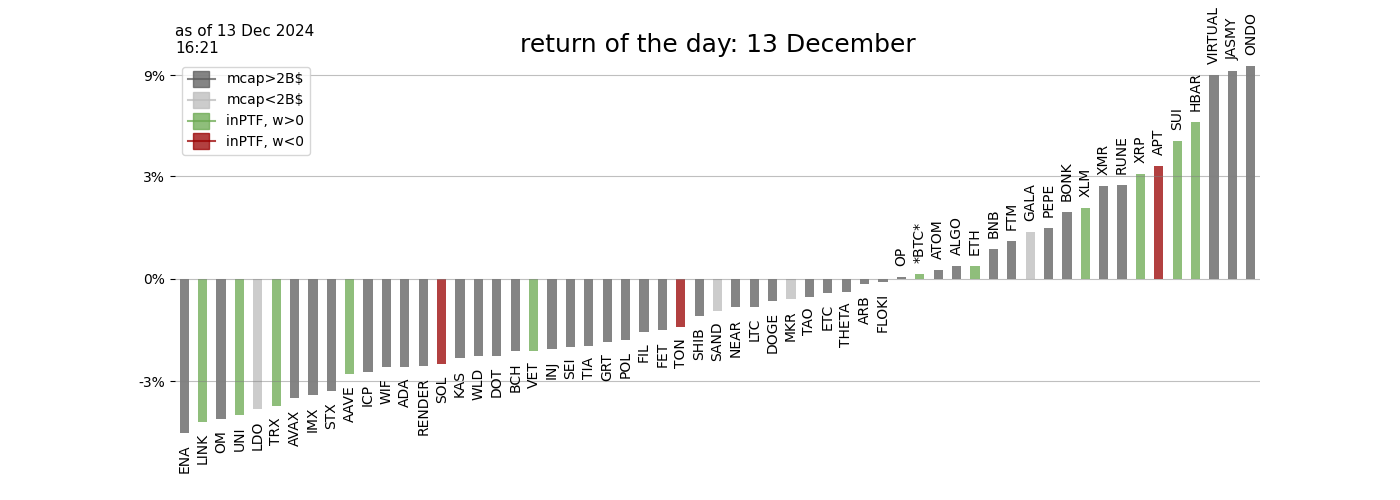 as of 13 Dec 2024
16:21
return of the day: 13 December
mcap>2B$
mcap<2B$
inPTF, w>0
inPTF, w<0
9%
3%
0%
-3%
ENA
LINK
OM
UNI
LDO
TRX
AVAX
IMX
STX
AAVE
ICP
WIF
ADA
RENDER
SOL
KAS
WLD
DOT
BCH
VET
INJ
SEI
TIA
GRT
POL
FIL
FET
TON
SHIB
SAND
NEAR
LTC
DOGE
MKR
TAO
ETC
THETA
ARB
FLOKI
OP
*BTC*
ATOM
ALGO
ETH
BNB
FTM
GALA
PEPE
BONK
XLM
XMR
RUNE
XRP
APT
SUI
HBAR
VIRTUAL
JASMY
ONDO